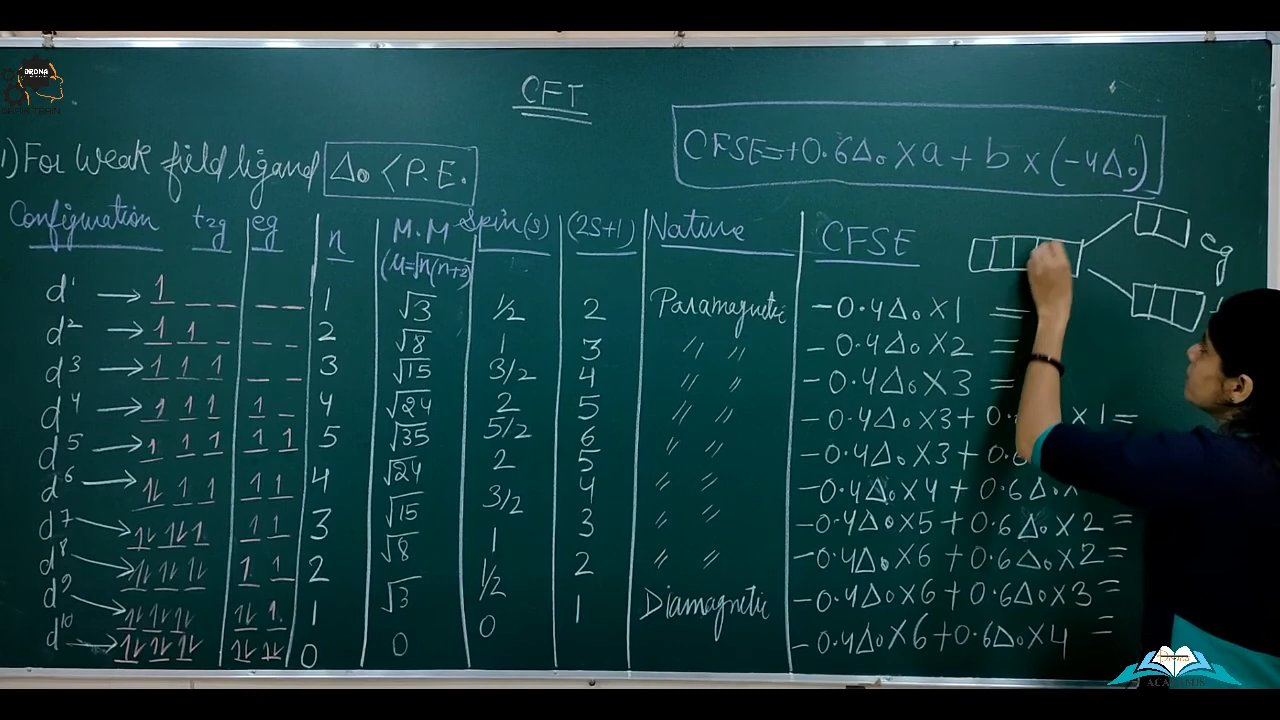 DRONA
CFT
CFSE=+0.6Δ₀ × a + b × (-4Δ₀)
1) For Weak field ligand Δ₀ < P.E.
Configuration t₂g eg n M.M Spin(s) (2S+1) Nature CFSE
(μ=√n(n+2))
eg
d¹ → 1 _ _ _ _ 1 √3 1/2 2 Paramagnetic -0.4Δ₀×1 =
d² → 1 1 _ _ _ 2 √8 1 3 " " -0.4Δ₀×2 =
d³ → 1 1 1 _ _ 3 √15 3/2 4 " " -0.4Δ₀×3 =
d⁴ → 1 1 1 1 _ 4 √24 2 5 " " -0.4Δ₀×3+0. ×1=
d⁵ → 1 1 1 1 1 5 √35 5/2 6 " " -0.4Δ₀×3+0.6
d⁶ → 1⇂ 1 1 1 1 4 √24 2 5 " " -0.4Δ₀×4+0.6Δ₀×
d⁷ → 1⇂ 1⇂ 1 1 1 3 √15 3/2 4 " " -0.4Δ₀×5+0.6Δ₀×2=
d⁸ → 1⇂ 1⇂ 1⇂ 1 1 2 √8 1 3 " " -0.4Δ₀×6+0.6Δ₀×2=
d⁹ → 1⇂ 1⇂ 1⇂ 1⇂ 1 1 √3 1/2 2 -0.4Δ₀×6+0.6Δ₀×3=
d¹⁰ → 1⇂ 1⇂ 1⇂ 1⇂ 1⇂ 0 0 0 1 Diamagnetic -0.4Δ₀×6+0.6Δ₀×4 =